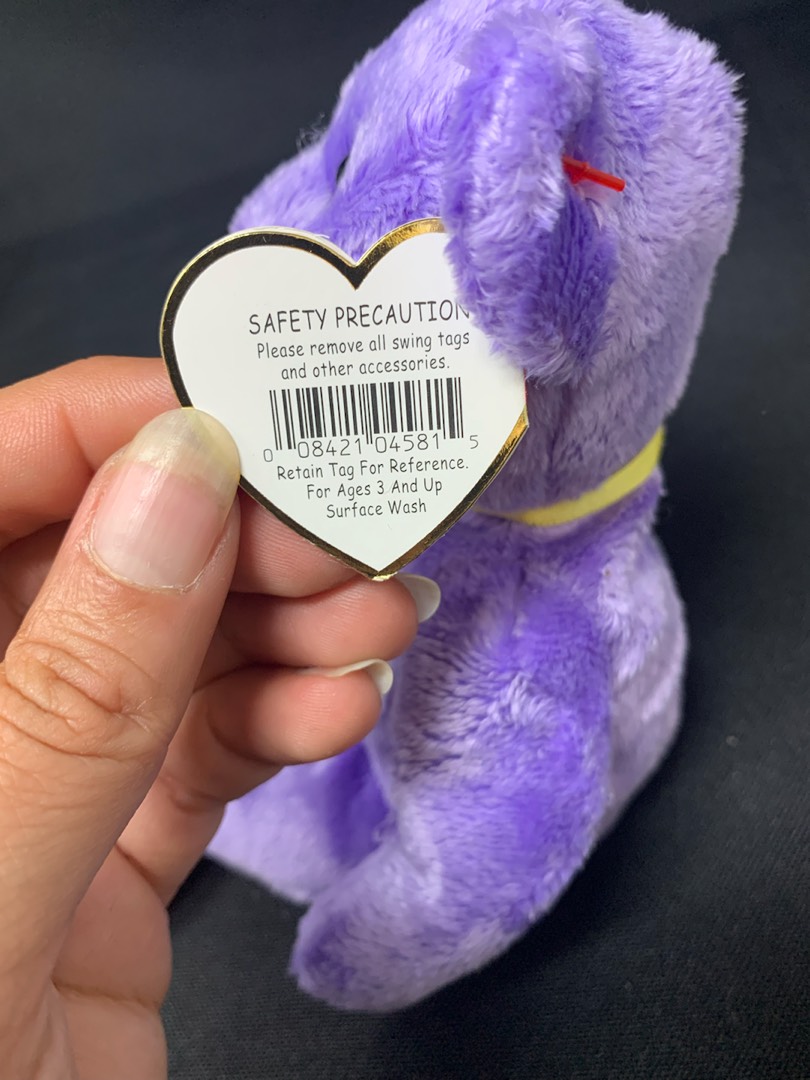 SAFETY PRECAUTION
Please remove all swing tags
and other accessories.
0 08421 04581 5
Retain Tag For Reference.
For Ages 3 And Up
Surface Wash